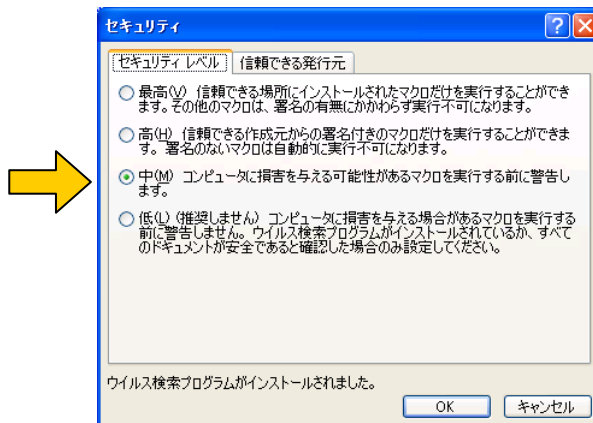 セキュリティ
セキュリティ レベル
信頼できる発行元
最高(V) 信頼できる場所にインストールされたマクロだけを実行することができ
ます。その他のマクロは、署名の有無にかかわらず実行不可になります。
高(H) 信頼できる作成元からの署名付きのマクロだけを実行することができま
す。署名のないマクロは自動的に実行不可になります。
中(M) コンピュータに損害を与える可能性があるマクロを実行する前に警告し
ます。
低(L) (推奨しません) コンピュータに損害を与える場合があるマクロを実行する
前に警告しません。ウイルス検索プログラムがインストールされているか、すべて
のドキュメントが安全であると確認した場合のみ設定してください。
ウイルス検索プログラムがインストールされました。
OK
キャンセル